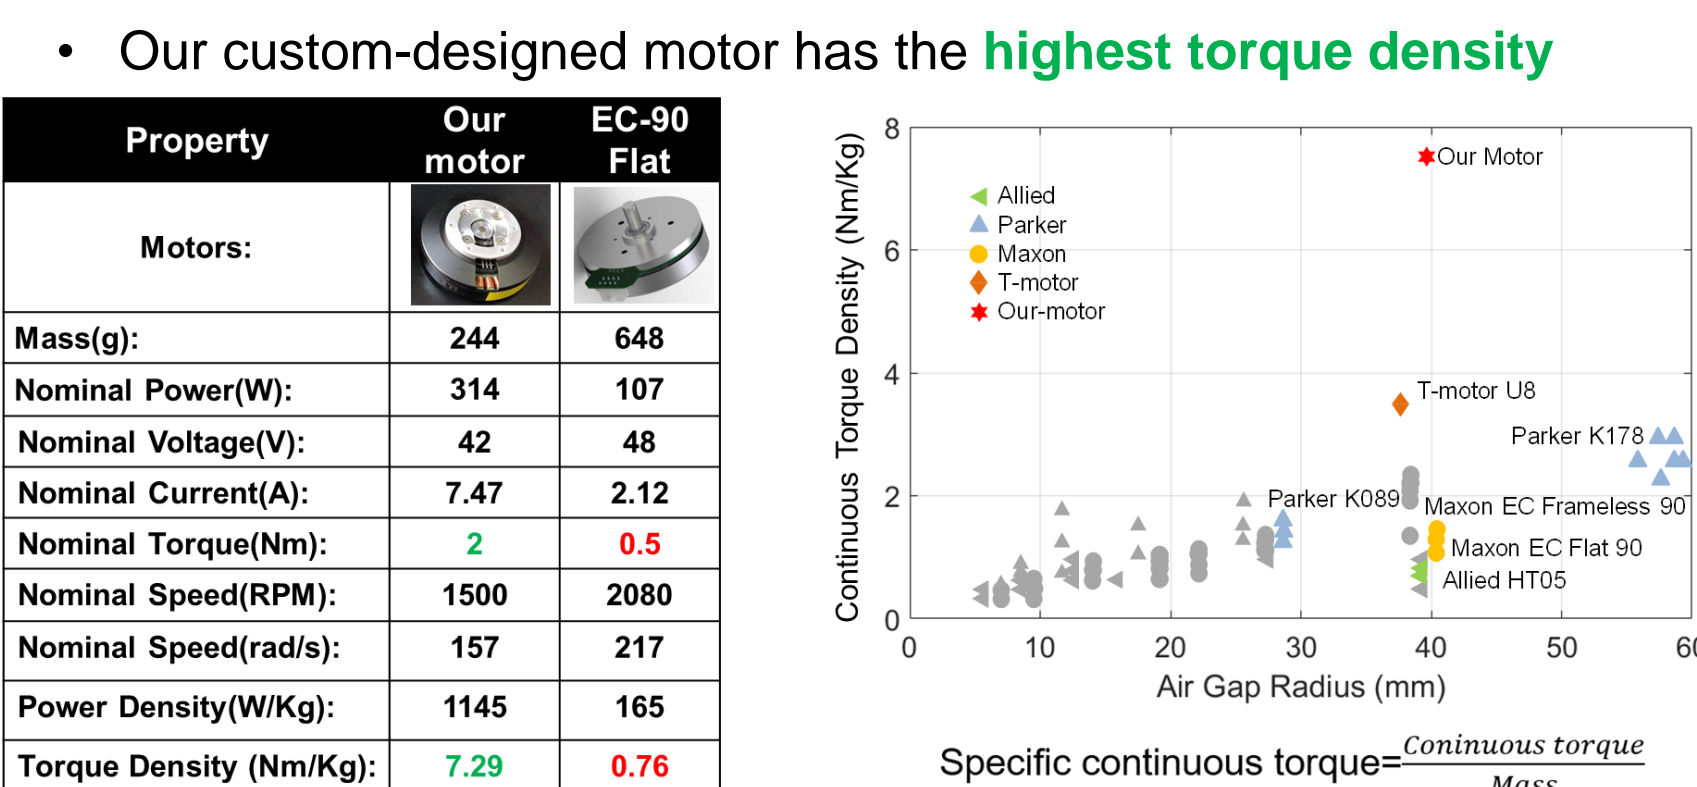 • Our custom-designed motor has the highest torque density
Property Our motor EC-90 Flat
Motors:
Mass(g): 244 648
Nominal Power(W): 314 107
Nominal Voltage(V): 42 48
Nominal Current(A): 7.47 2.12
Nominal Torque(Nm): 2 0.5
Nominal Speed(RPM): 1500 2080
Nominal Speed(rad/s): 157 217
Power Density(W/Kg): 1145 165
Torque Density (Nm/Kg): 7.29 0.76
Continuous Torque Density (Nm/Kg)
8
6
4
2
0
Our Motor
Allied
Parker
Maxon
T-motor
Our-motor
T-motor U8
Parker K178
Parker K089
Maxon EC Frameless 90
Maxon EC Flat 90
Allied HT05
0 10 20 30 40 50 60
Air Gap Radius (mm)
Specific continuous torque=Coninuous torque
Mass